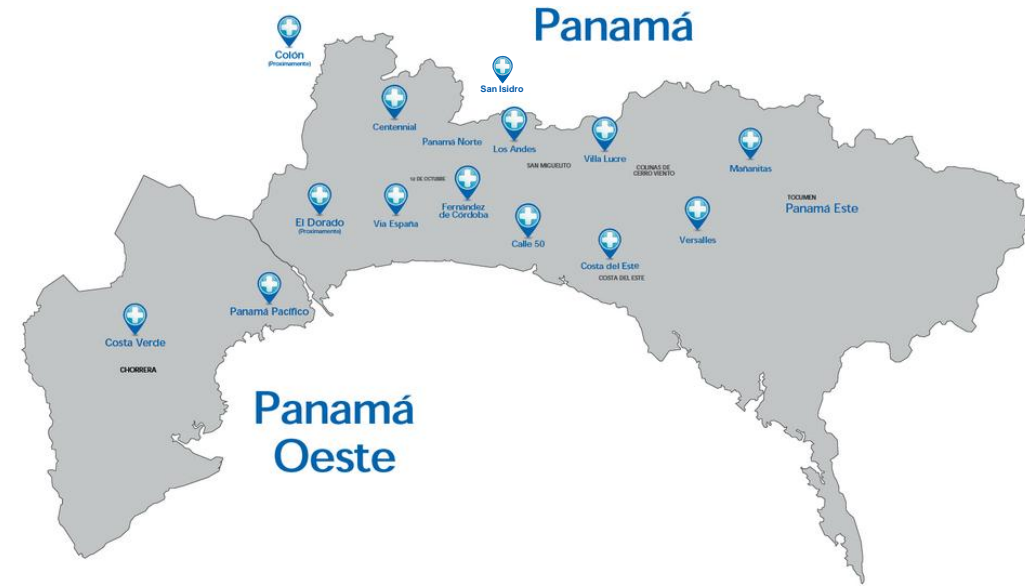 Panamá
Colón
(Proximamente)
San Isidro
Centennial
Panamá Norte
Los Andes
Villa Lucre
SAN MIGUELITO
COLINAS DE
CERRO VIENTO
Mañanitas
12 DE OCTUBRE
El Dorado
(Proximamente)
Vía España
Fernández
de Córdoba
Calle 50
Versalles
TOCUMEN
Panamá Este
Costa del Este
COSTA DEL ESTE
Panamá Pacífico
Costa Verde
CHORRERA
Panamá
Oeste